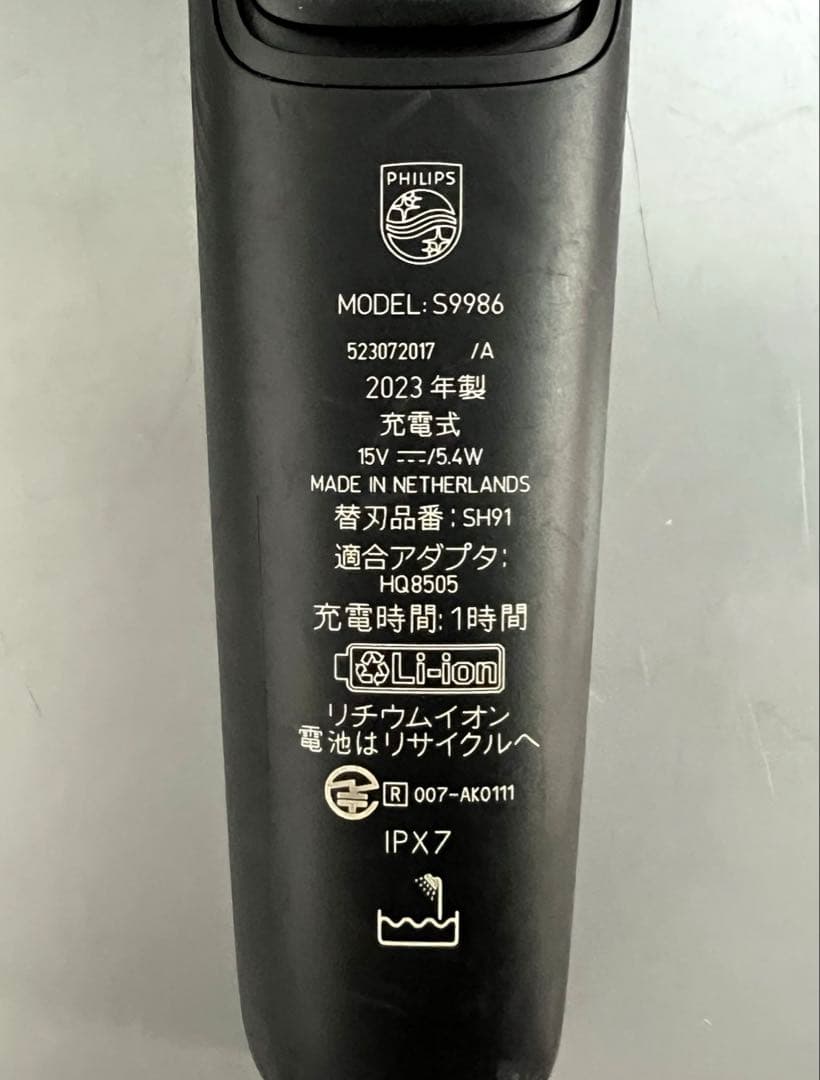 PHILIPS
MODEL: S9986
523072017 /A
2023 年製
充電式
15V ⎓/5.4W
MADE IN NETHERLANDS
替刃品番：SH91
適合アダプタ：
HQ8505
充電時間：1時間
Li-ion
リチウムイオン
電池はリサイクルへ
R 007-AK0111
IPX7